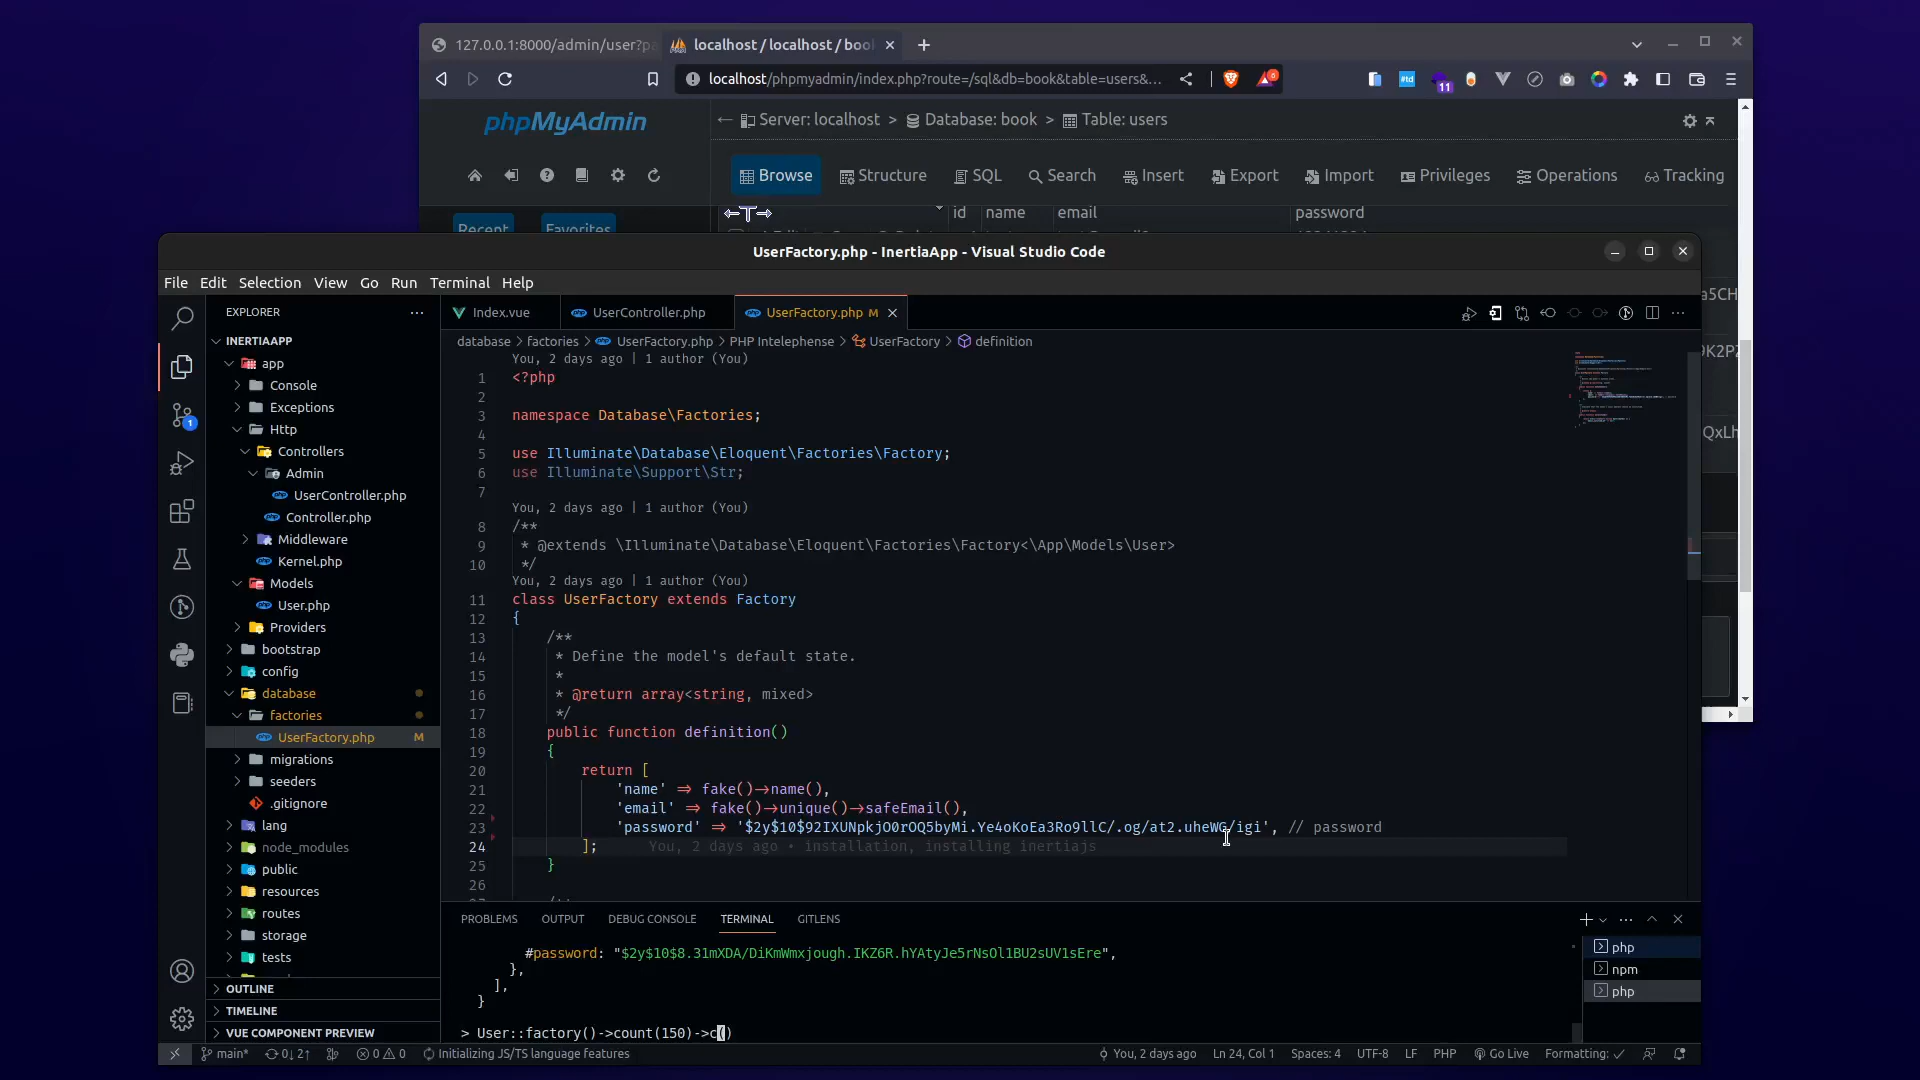 127.0.0.1:8000/admin/user?p
localhost / localhost / boo
localhost/phpmyadmin/index.php?route=/sql&db=book&table=users&...
#td
11
phpMyAdmin
Server: localhost > Database: book > Table: users
Browse Structure SQL Search Insert Export Import Privileges Operations Tracking
id name email password
Recent Favorites
UserFactory.php - InertiaApp - Visual Studio Code
File Edit Selection View Go Run Terminal Help
EXPLORER
Index.vue UserController.php UserFactory.php M
database > factories > UserFactory.php > PHP Intelephense > UserFactory > definition
INERTIAAPP
app
Console
Exceptions
Http
Controllers
Admin
UserController.php
Controller.php
Middleware
Kernel.php
Models
User.php
Providers
bootstrap
config
database
factories
UserFactory.php M
migrations
seeders
.gitignore
lang
node_modules
public
resources
routes
storage
tests
OUTLINE
TIMELINE
VUE COMPONENT PREVIEW
You, 2 days ago | 1 author (You)
1 <?php
2
3 namespace Database\Factories;
4
5 use Illuminate\Database\Eloquent\Factories\Factory;
6 use Illuminate\Support\Str;
7
You, 2 days ago | 1 author (You)
8 /**
9 * @extends \Illuminate\Database\Eloquent\Factories\Factory<\App\Models\User>
10 */
You, 2 days ago | 1 author (You)
11 class UserFactory extends Factory
12 {
13 /**
14 * Define the model's default state.
15 *
16 * @return array<string, mixed>
17 */
18 public function definition()
19 {
20 return [
21 'name' => fake()->name(),
22 'email' => fake()->unique()->safeEmail(),
23 'password' => '$2y$10$92IXUNpkjO0rOQ5byMi.Ye4oKoEa3Ro9llC/.og/at2.uheWG/igi', // password
24 ]; You, 2 days ago • installation, installing inertiajs
25 }
26
a5CH
9K2PZ
QxLh
PROBLEMS OUTPUT DEBUG CONSOLE TERMINAL GITLENS
#password: "$2y$10$8.31mXDA/DiKmWmxjough.IKZ6R.hYAtyJe5rNsOl1BU2sUV1sEre",
},
],
}
> User::factory()->count(150)->c()
php
npm
php
main* 0↓ 2↑ 0 0 Initializing JS/TS language features
You, 2 days ago Ln 24, Col 1 Spaces: 4 UTF-8 LF PHP Go Live Formatting: ✓